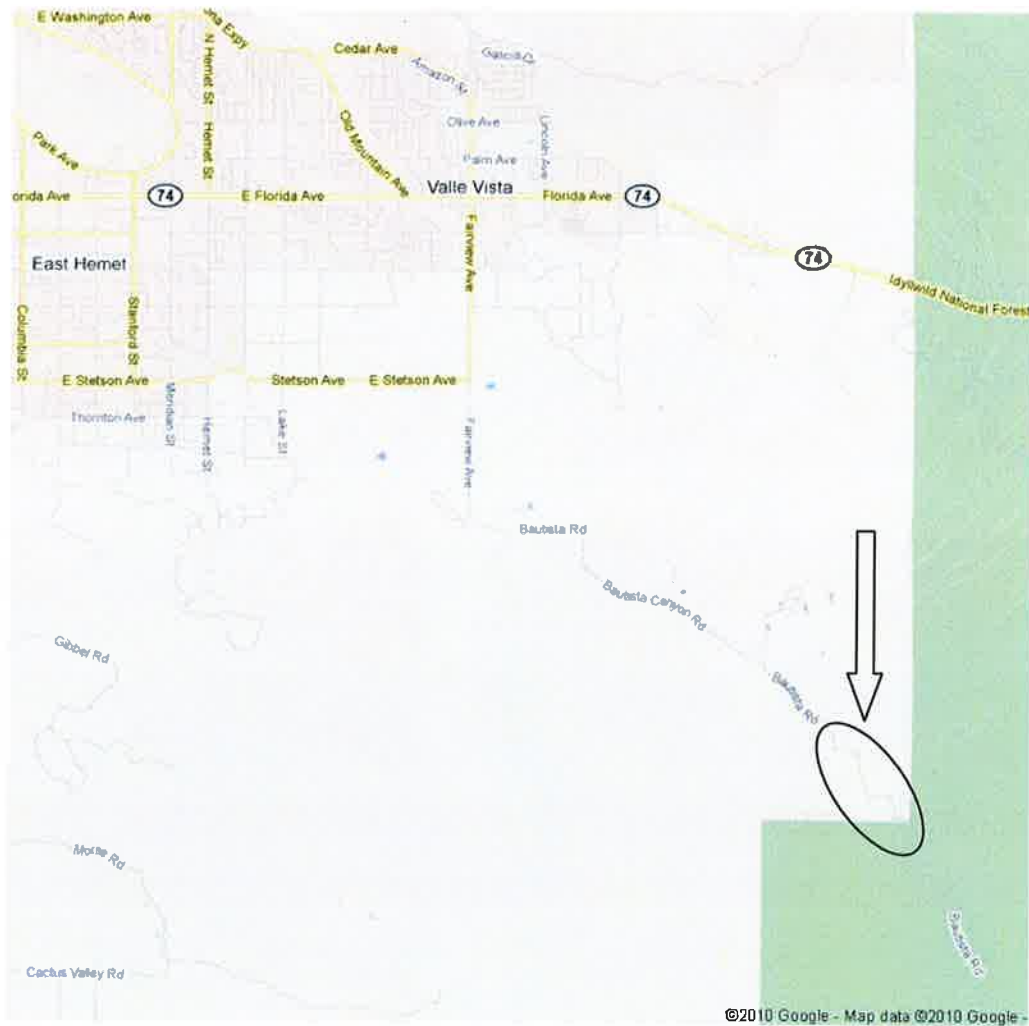 E Washington Ave
ona Expy
N Hemet St
Hemet St
Cedar Ave
Amazon
Olive Ave
Palm Ave
Lincoln Ave
Old Mountain Ave
Park Ave
Valle Vista
orida Ave
74
E Florida Ave
Florida Ave
74
74
Idyllwild National Forest
Fairview Ave
East Hemet
Columbia St
Stanford St
E Stetson Ave
Stetson Ave
E Stetson Ave
Thornton Ave
Meridian St
Hemet St
Lake St
Fairview Ave
Bautista Rd
Bautista Canyon Rd
Gibbel Rd
Bautista Rd
Cactus Valley Rd
Bautista Rd
©2010 Google - Map data ©2010 Google -